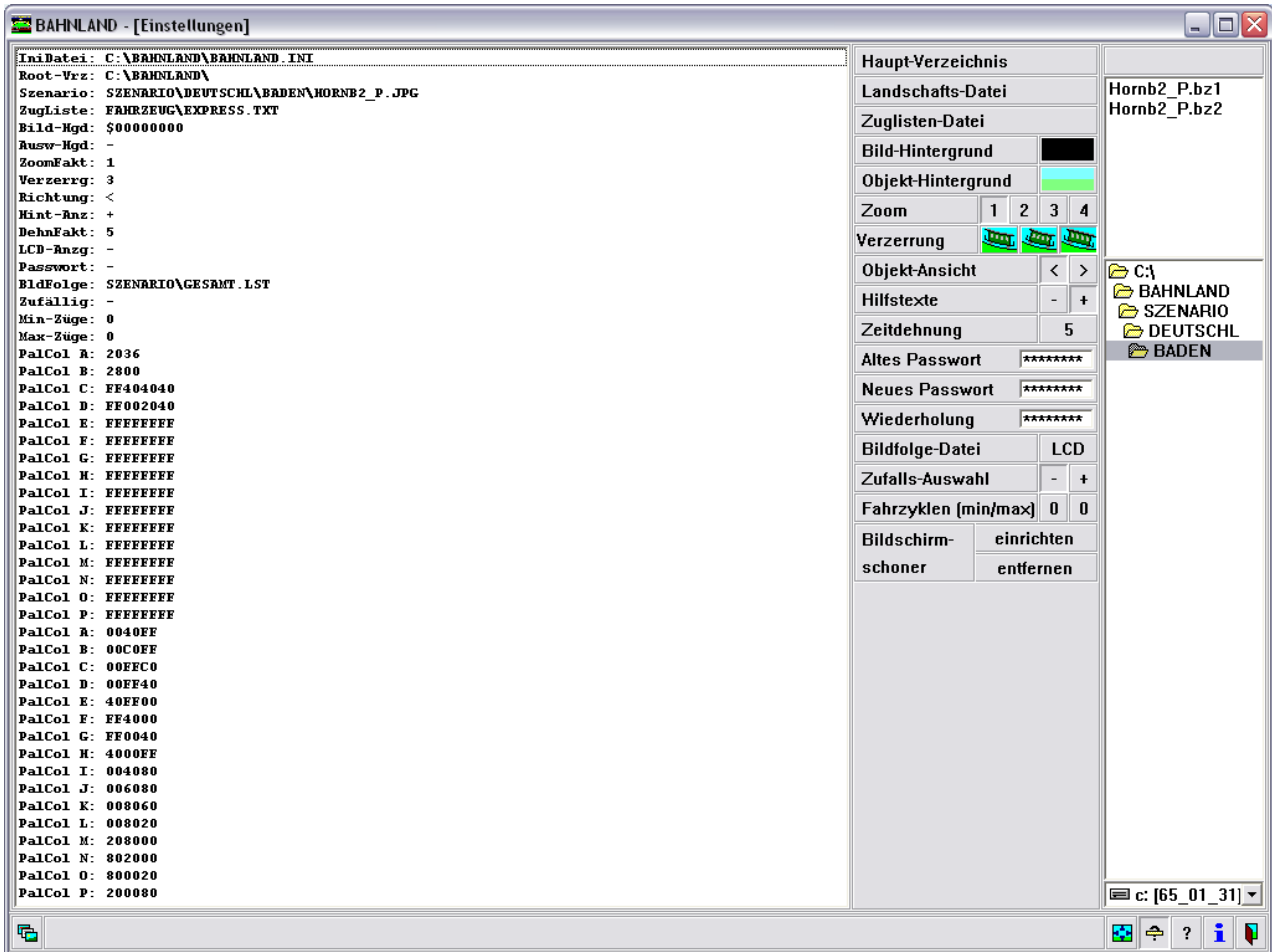 BAHNLAND - [Einstellungen]
IniDatei: C:\BAHNLAND\BAHNLAND.INI
Root-Vrz: C:\BAHNLAND\
Szenario: SZENARIO\DEUTSCHL\BADEN\HORNB2_P.JPG
ZugListe: FAHRZEUG\EXPRESS.TXT
Bild-Hgd: $00000000
Ausw-Hgd: -
ZoomFakt: 1
Verzerrg: 3
Richtung: <
Hint-Anz: +
DehnFakt: 5
LCD-Anzg: -
Passwort: -
BldFolge: SZENARIO\GESAMT.LST
Zufällig: -
Min-Züge: 0
Max-Züge: 0
PalCol A: 2036
PalCol B: 2800
PalCol C: FF404040
PalCol D: FF002040
PalCol E: FFFFFFFF
PalCol F: FFFFFFFF
PalCol G: FFFFFFFF
PalCol H: FFFFFFFF
PalCol I: FFFFFFFF
PalCol J: FFFFFFFF
PalCol K: FFFFFFFF
PalCol L: FFFFFFFF
PalCol M: FFFFFFFF
PalCol N: FFFFFFFF
PalCol O: FFFFFFFF
PalCol P: FFFFFFFF
PalCol A: 0040FF
PalCol B: 00C0FF
PalCol C: 00FFC0
PalCol D: 00FF40
PalCol E: 40FF00
PalCol F: FF4000
PalCol G: FF0040
PalCol H: 4000FF
PalCol I: 004080
PalCol J: 006080
PalCol K: 008060
PalCol L: 008020
PalCol M: 208000
PalCol N: 802000
PalCol O: 800020
PalCol P: 200080
Haupt-Verzeichnis
Landschafts-Datei
Zuglisten-Datei
Bild-Hintergrund
Objekt-Hintergrund
Zoom 1 2 3 4
Verzerrung
Objekt-Ansicht < >
Hilfstexte - +
Zeitdehnung 5
Altes Passwort ********
Neues Passwort ********
Wiederholung ********
Bildfolge-Datei LCD
Zufalls-Auswahl - +
Fahrzyklen (min/max) 0 0
Bildschirm- einrichten
schoner entfernen
Hornb2_P.bz1
Hornb2_P.bz2
C:\
BAHNLAND
SZENARIO
DEUTSCHL
BADEN
c: [65_01_31]
? i